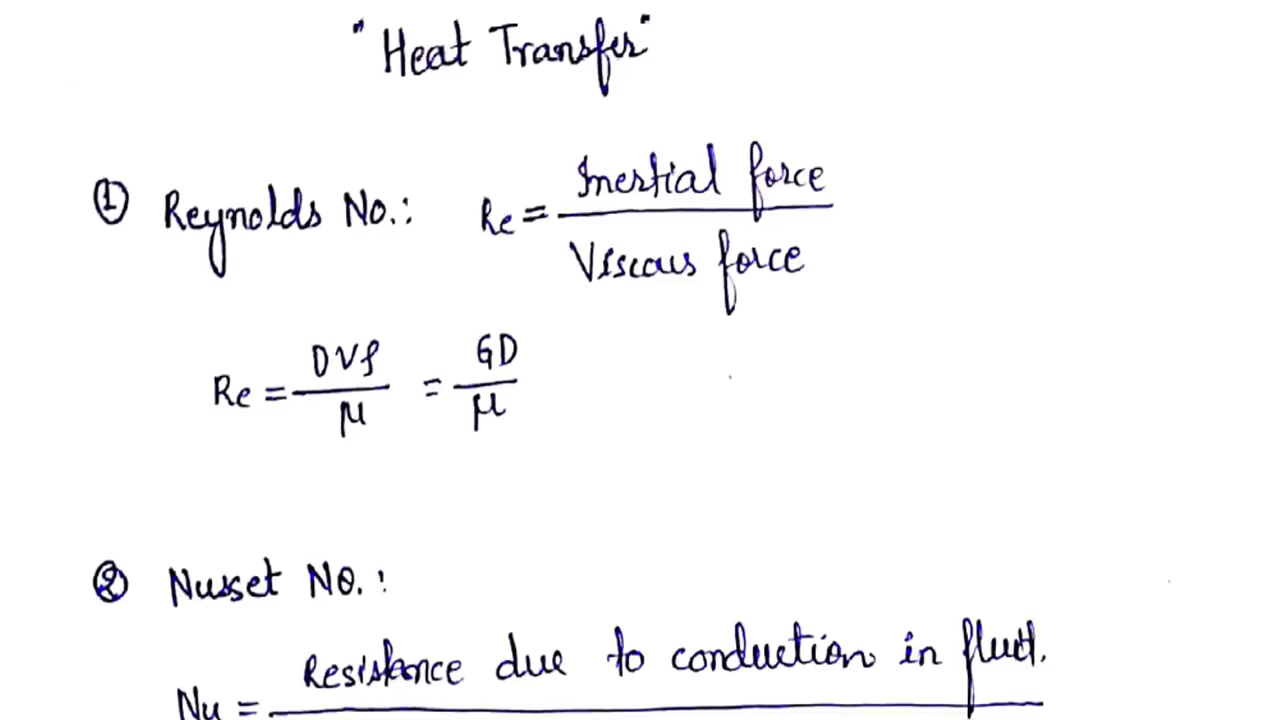 "Heat Transfer"
① Reynolds No.: Re = Inertial force / Viscous force
Re = DVρ / μ = GD / μ
② Nusset No.:
Nu = Resistance due to conduction in fluid.